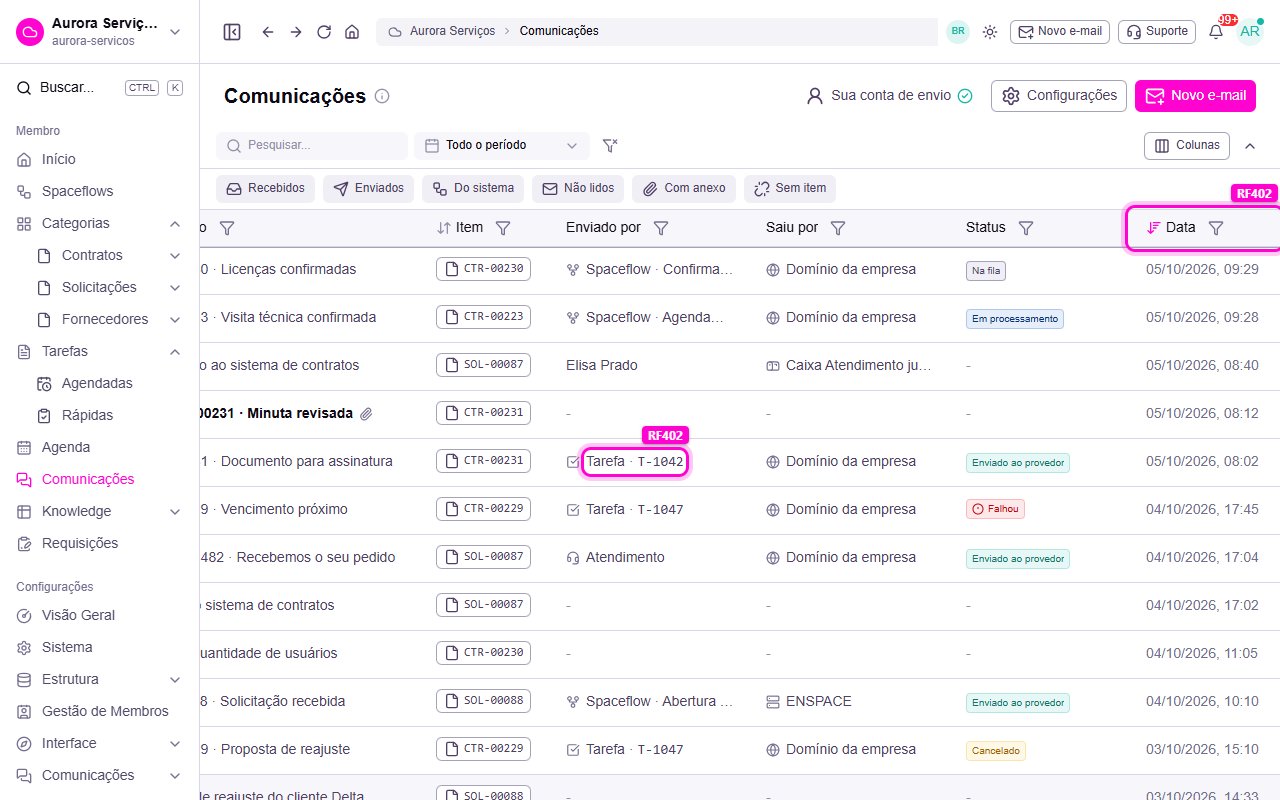 Aurora Serviç...
aurora-servicos
Aurora Serviços > Comunicações
BR
Novo e-mail
Suporte
99+
AR
Buscar...
CTRL K
Membro
Início
Spaceflows
Categorias
Contratos
Solicitações
Fornecedores
Tarefas
Agendadas
Rápidas
Agenda
Comunicações
Knowledge
Requisições
Configurações
Visão Geral
Sistema
Estrutura
Gestão de Membros
Interface
Comunicações
Comunicações
Sua conta de envio
Configurações
Novo e-mail
Pesquisar...
Todo o período
Colunas
Recebidos
Enviados
Do sistema
Não lidos
Com anexo
Sem item
RF402
o Item Enviado por Saiu por Status Data
0 · Licenças confirmadas CTR-00230 Spaceflow · Confirma... Domínio da empresa Na fila 05/10/2026, 09:29
3 · Visita técnica confirmada CTR-00223 Spaceflow · Agenda... Domínio da empresa Em processamento 05/10/2026, 09:28
o ao sistema de contratos SOL-00087 Elisa Prado Caixa Atendimento ju... - 05/10/2026, 08:40
00231 · Minuta revisada CTR-00231 - - - 05/10/2026, 08:12
RF402
1 · Documento para assinatura CTR-00231 Tarefa · T-1042 Domínio da empresa Enviado ao provedor 05/10/2026, 08:02
9 · Vencimento próximo CTR-00229 Tarefa · T-1047 Domínio da empresa Falhou 04/10/2026, 17:45
482 · Recebemos o seu pedido SOL-00087 Atendimento Domínio da empresa Enviado ao provedor 04/10/2026, 17:04
sistema de contratos SOL-00087 - - - 04/10/2026, 17:02
uantidade de usuários CTR-00230 - - - 04/10/2026, 11:05
8 · Solicitação recebida SOL-00088 Spaceflow · Abertura ... ENSPACE Enviado ao provedor 04/10/2026, 10:10
9 · Proposta de reajuste CTR-00229 Tarefa · T-1047 Domínio da empresa Cancelado 03/10/2026, 15:10
de reajuste do cliente Delta SOL-00088 - - - 03/10/2026, 14:33